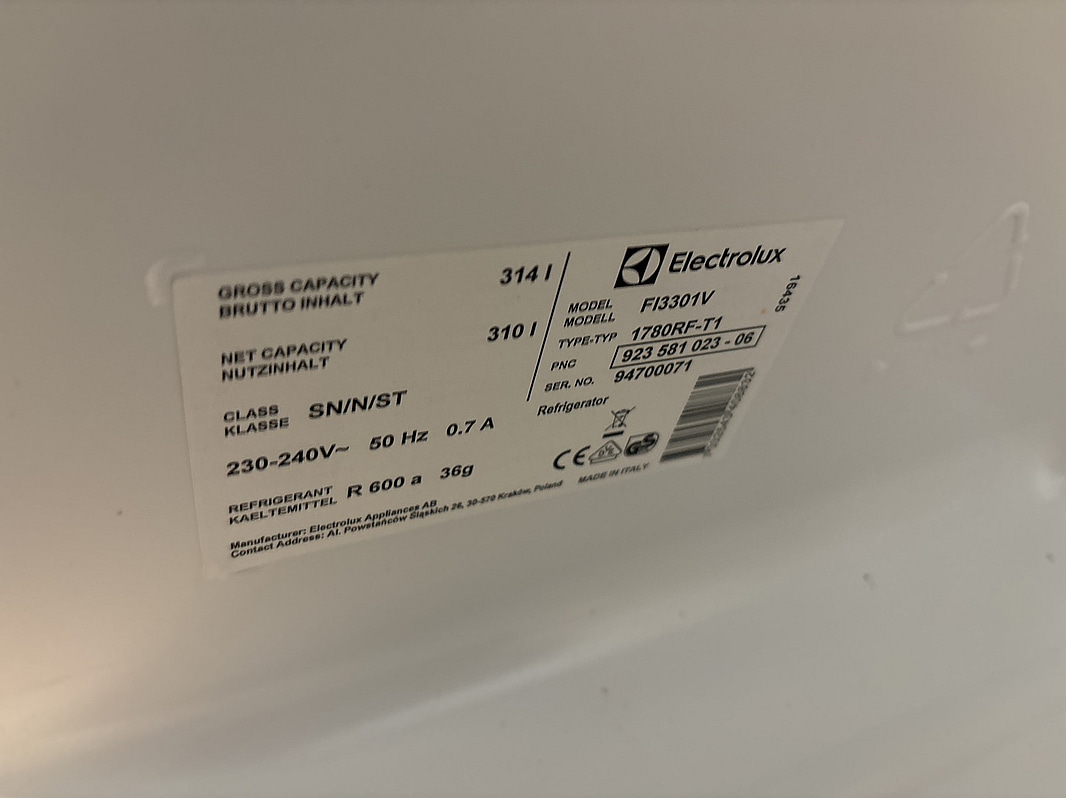 GROSS CAPACITY 314 l
BRUTTO INHALT
NET CAPACITY 310 l
NUTZINHALT
CLASS SN/N/ST
KLASSE
230-240V~ 50 Hz 0.7 A
REFRIGERANT R 600 a 36g
KAELTEMITTEL
Manufacturer: Electrolux Appliances AB
Contact Address: Al. Powstańców Śląskich 26, 30-570 Kraków, Poland
Electrolux
MODEL FI3301V
MODELL
TYPE-TYP 1780RF-T1
PNC 923 581 023 - 06
SER. NO. 94700071
Refrigerator
CE GS
MADE IN ITALY
16435